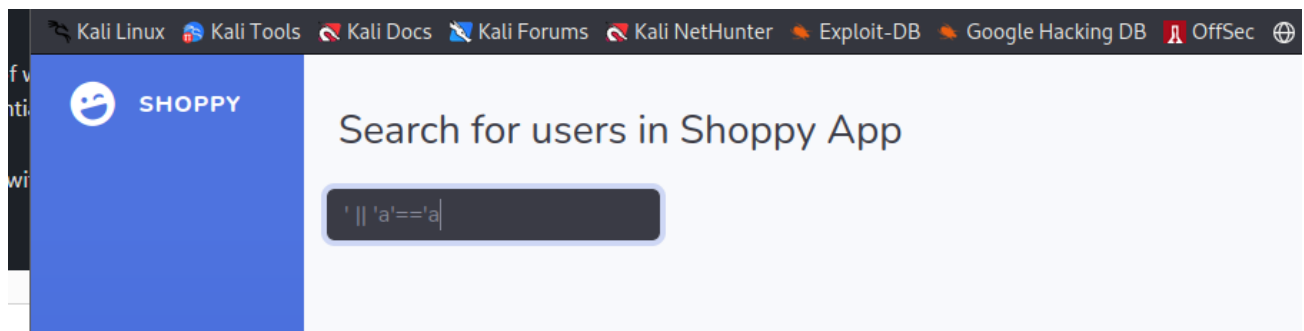 Kali Linux Kali Tools Kali Docs Kali Forums Kali NetHunter Exploit-DB Google Hacking DB OffSec
SHOPPY
Search for users in Shoppy App
' || 'a'=='a